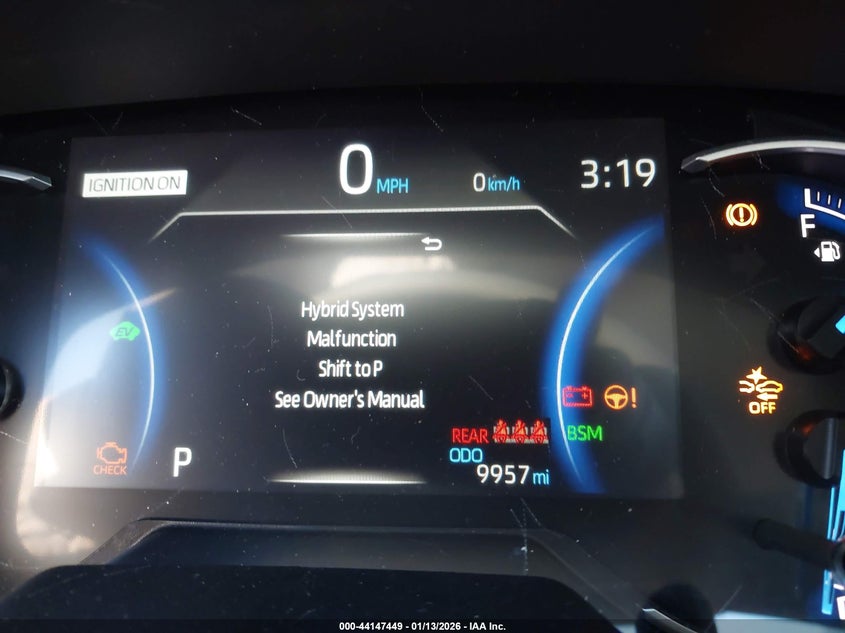 IGNITION ON
0 MPH
0 km/h
3:19
F
Hybrid System
Malfunction
Shift to P
See Owner's Manual
EV
OFF
REAR
BSM
CHECK
P
ODO
9957 mi
000-44147449 - 01/13/2026 - IAA Inc.